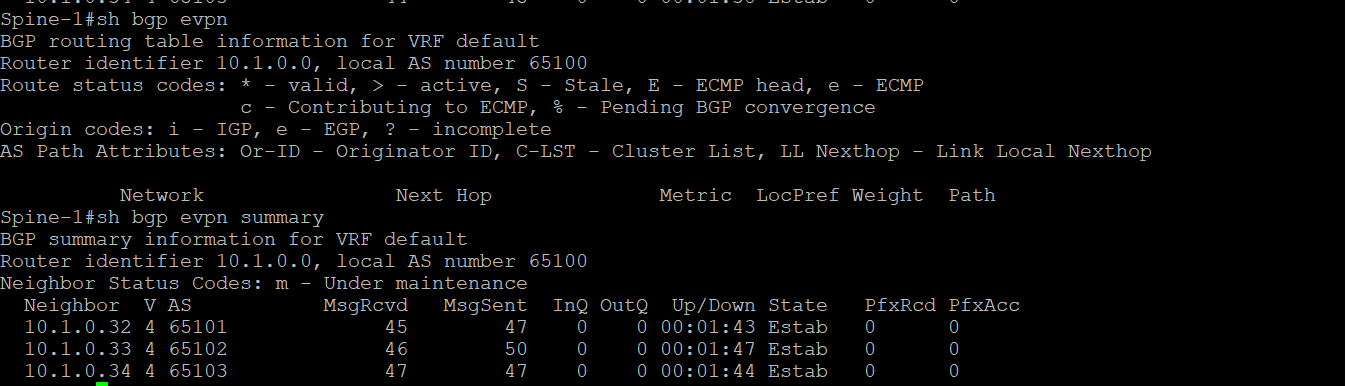 Spine-1#sh bgp evpn
BGP routing table information for VRF default
Router identifier 10.1.0.0, local AS number 65100
Route status codes: * - valid, > - active, S - Stale, E - ECMP head, e - ECMP
                    c - Contributing to ECMP, % - Pending BGP convergence
Origin codes: i - IGP, e - EGP, ? - incomplete
AS Path Attributes: Or-ID - Originator ID, C-LST - Cluster List, LL Nexthop - Link Local Nexthop
          Network                Next Hop              Metric  LocPref Weight  Path
Spine-1#sh bgp evpn summary
BGP summary information for VRF default
Router identifier 10.1.0.0, local AS number 65100
Neighbor Status Codes: m - Under maintenance
  Neighbor  V AS           MsgRcvd   MsgSent  InQ OutQ  Up/Down State   PfxRcd PfxAcc
  10.1.0.32 4 65101             45        47    0    0 00:01:43 Estab   0      0
  10.1.0.33 4 65102             46        50    0    0 00:01:47 Estab   0      0
  10.1.0.34 4 65103             47        47    0    0 00:01:44 Estab   0      0